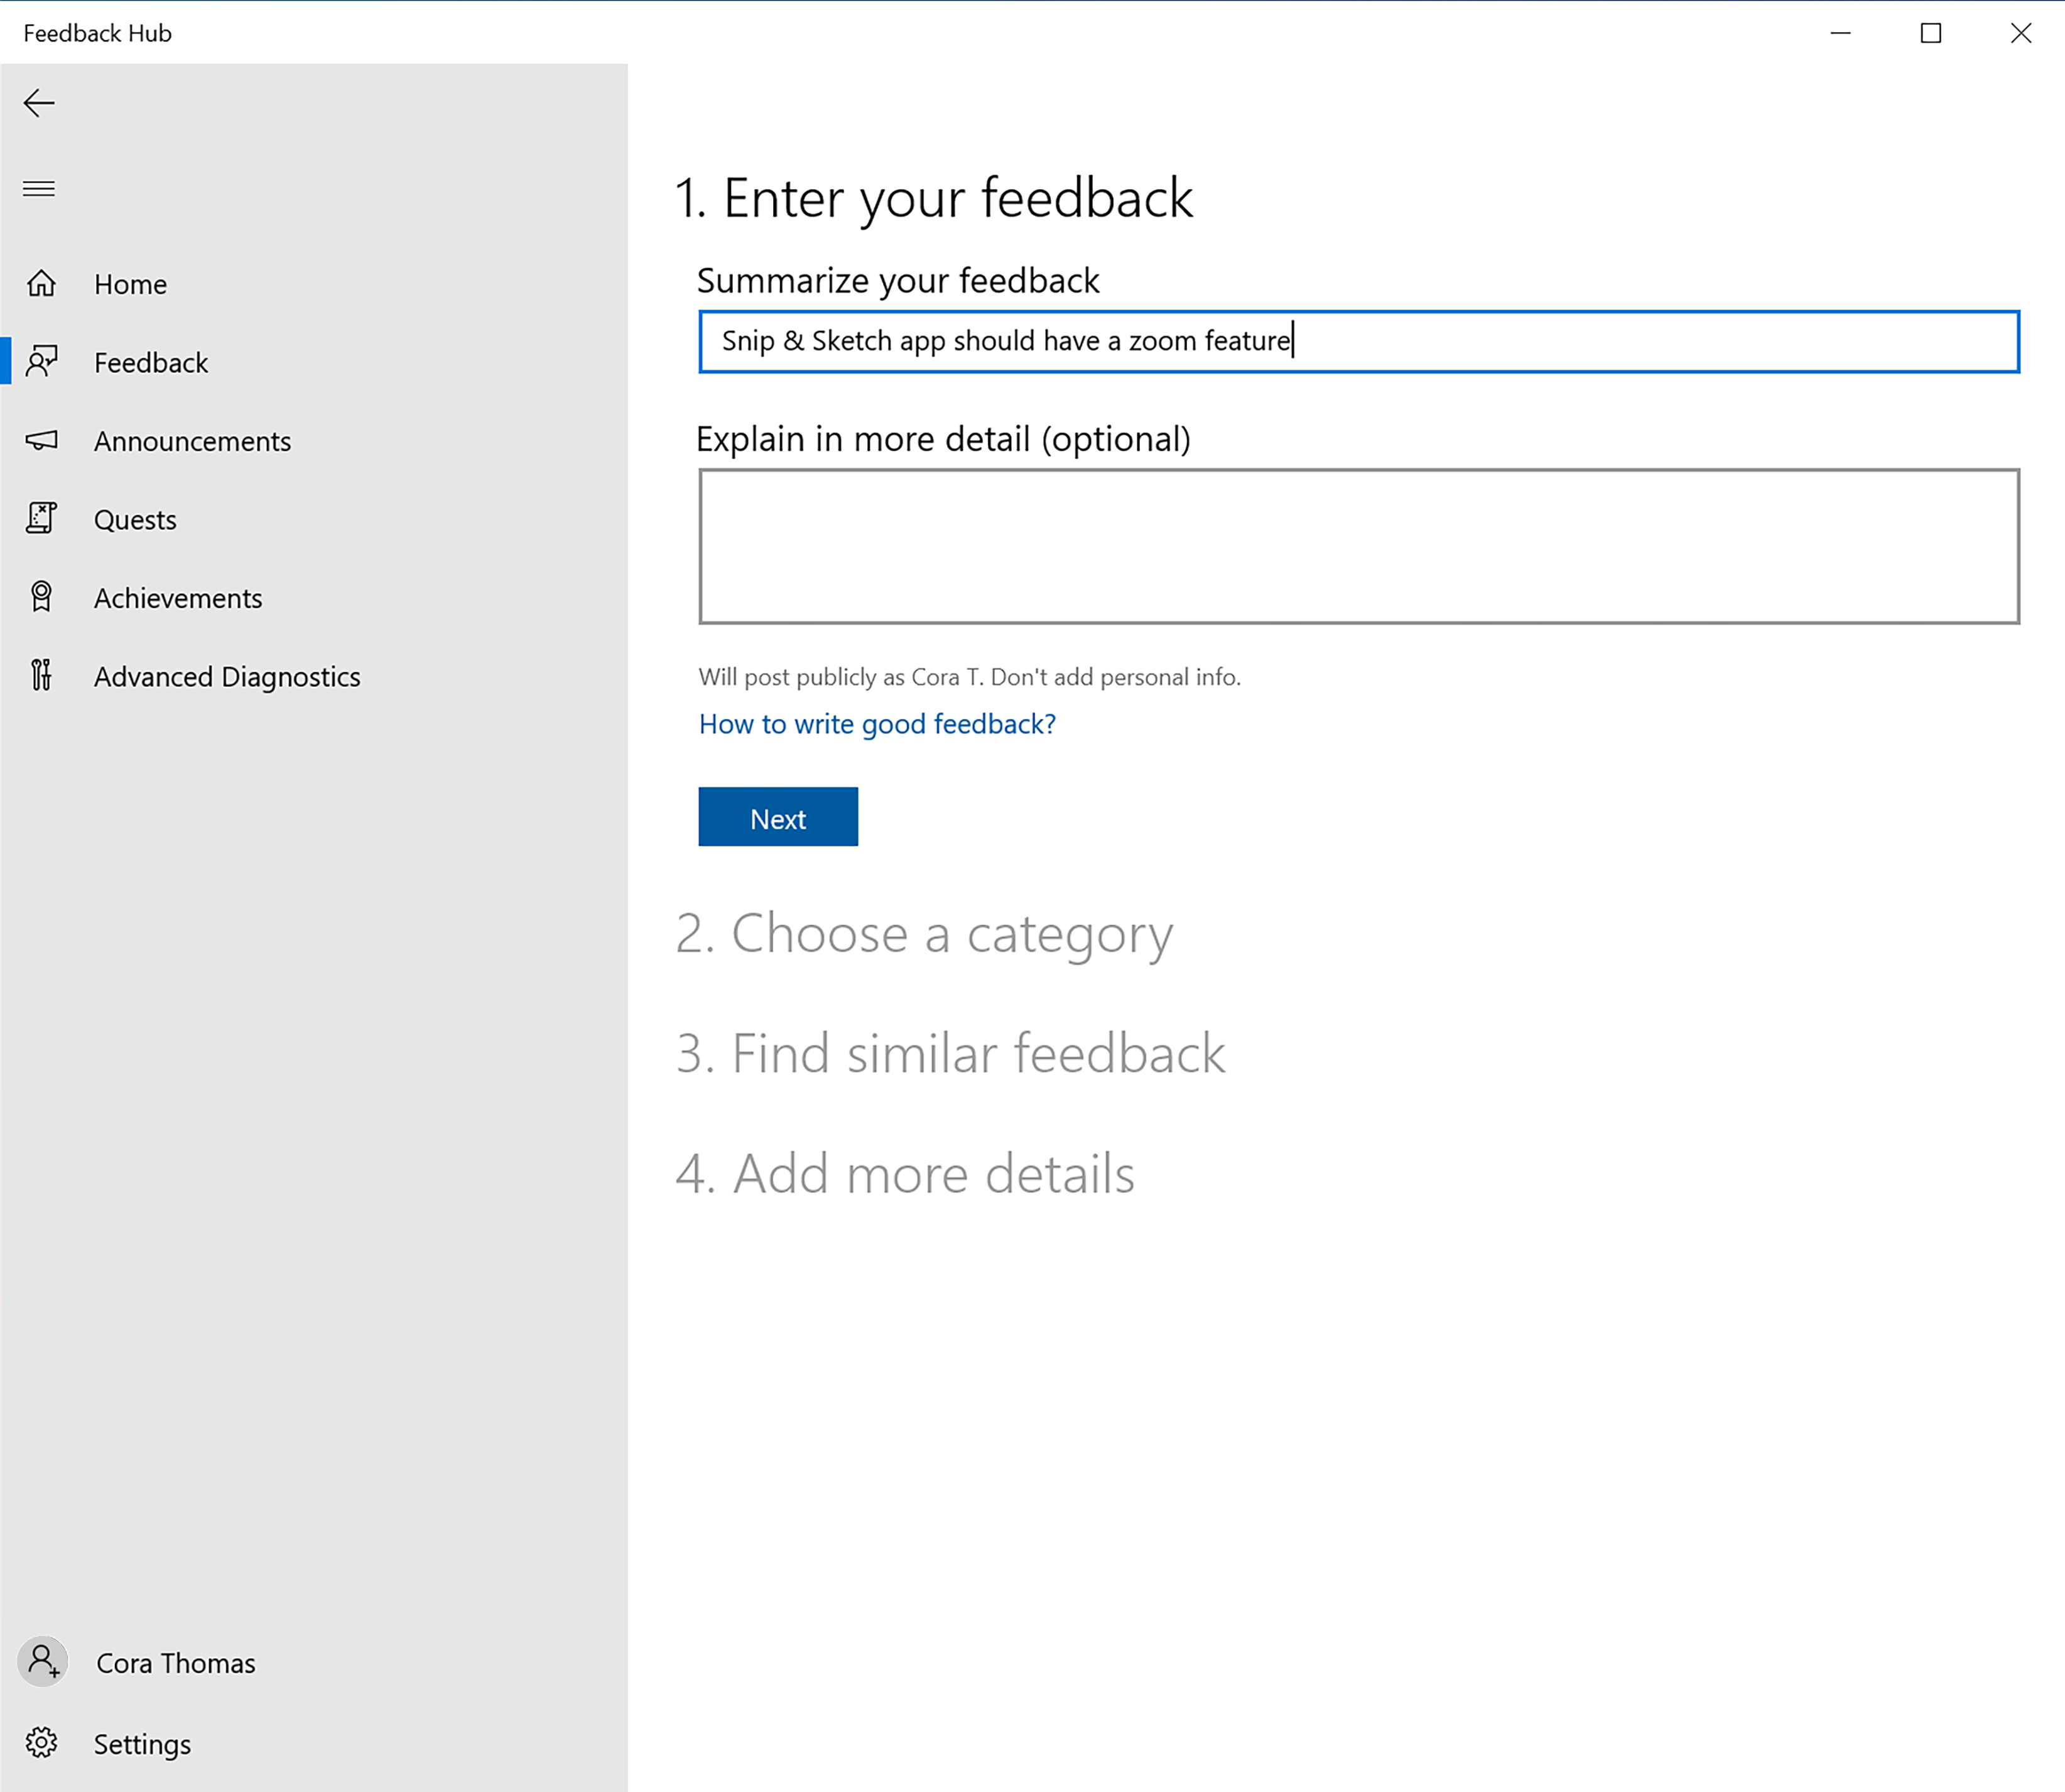 Feedback Hub
Home
Feedback
Announcements
Quests
Achievements
Advanced Diagnostics
Cora Thomas
Settings
1. Enter your feedback
Summarize your feedback
Snip & Sketch app should have a zoom feature
Explain in more detail (optional)
Will post publicly as Cora T. Don't add personal info.
How to write good feedback?
Next
2. Choose a category
3. Find similar feedback
4. Add more details